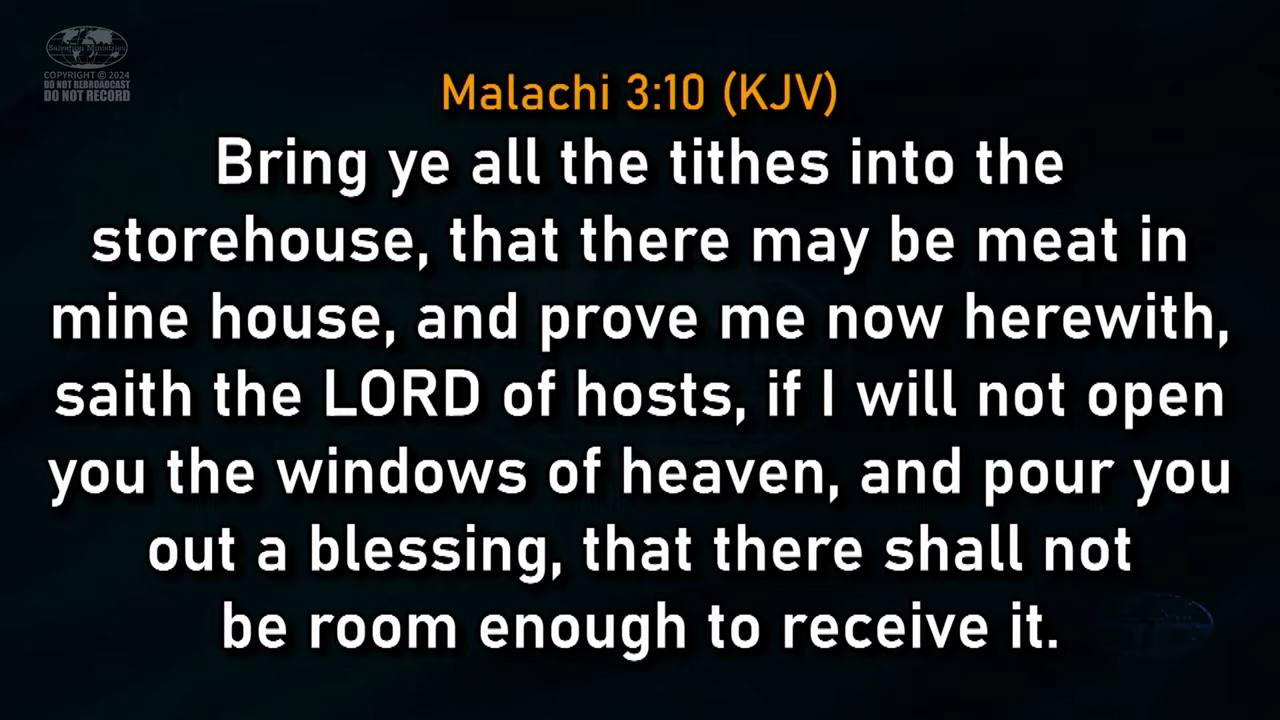 Salvation Ministries
COPYRIGHT © 2024
DO NOT REBROADCAST
DO NOT RECORD
Malachi 3:10 (KJV)
Bring ye all the tithes into the
storehouse, that there may be meat in
mine house, and prove me now herewith,
saith the LORD of hosts, if I will not open
you the windows of heaven, and pour you
out a blessing, that there shall not
be room enough to receive it.